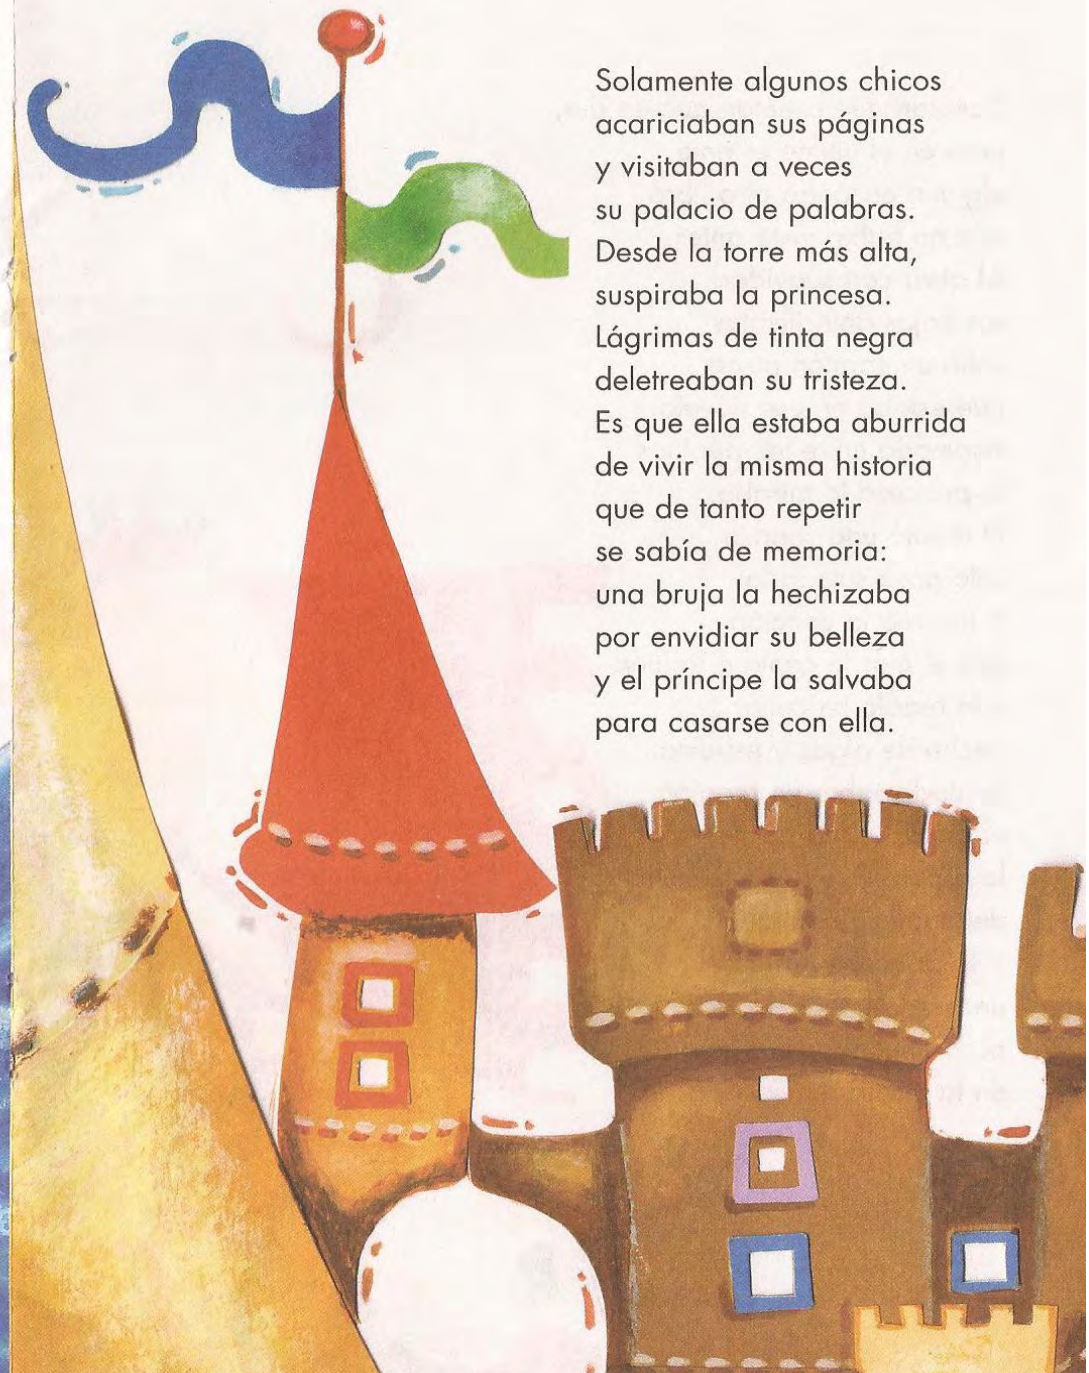 Solamente algunos chicos
acariciaban sus páginas
y visitaban a veces
su palacio de palabras.
Desde la torre más alta,
suspiraba la princesa.
Lágrimas de tinta negra
deletreaban su tristeza.
Es que ella estaba aburrida
de vivir la misma historia
que de tanto repetir
se sabía de memoria:
una bruja la hechizaba
por envidiar su belleza
y el príncipe la salvaba
para casarse con ella.